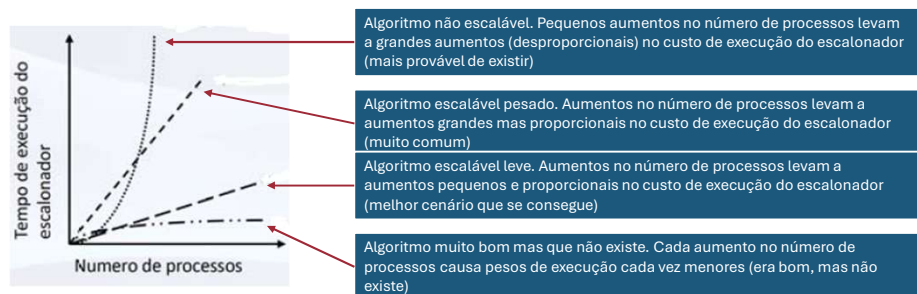 Tempo de execução do
escalonador
Numero de processos
Algoritmo não escalável. Pequenos aumentos no número de processos levam
a grandes aumentos (desproporcionais) no custo de execução do escalonador
(mais provável de existir)
Algoritmo escalável pesado. Aumentos no número de processos levam a
aumentos grandes mas proporcionais no custo de execução do escalonador
(muito comum)
Algoritmo escalável leve. Aumentos no número de processos levam a
aumentos pequenos e proporcionais no custo de execução do escalonador
(melhor cenário que se consegue)
Algoritmo muito bom mas que não existe. Cada aumento no número de
processos causa pesos de execução cada vez menores (era bom, mas não
existe)